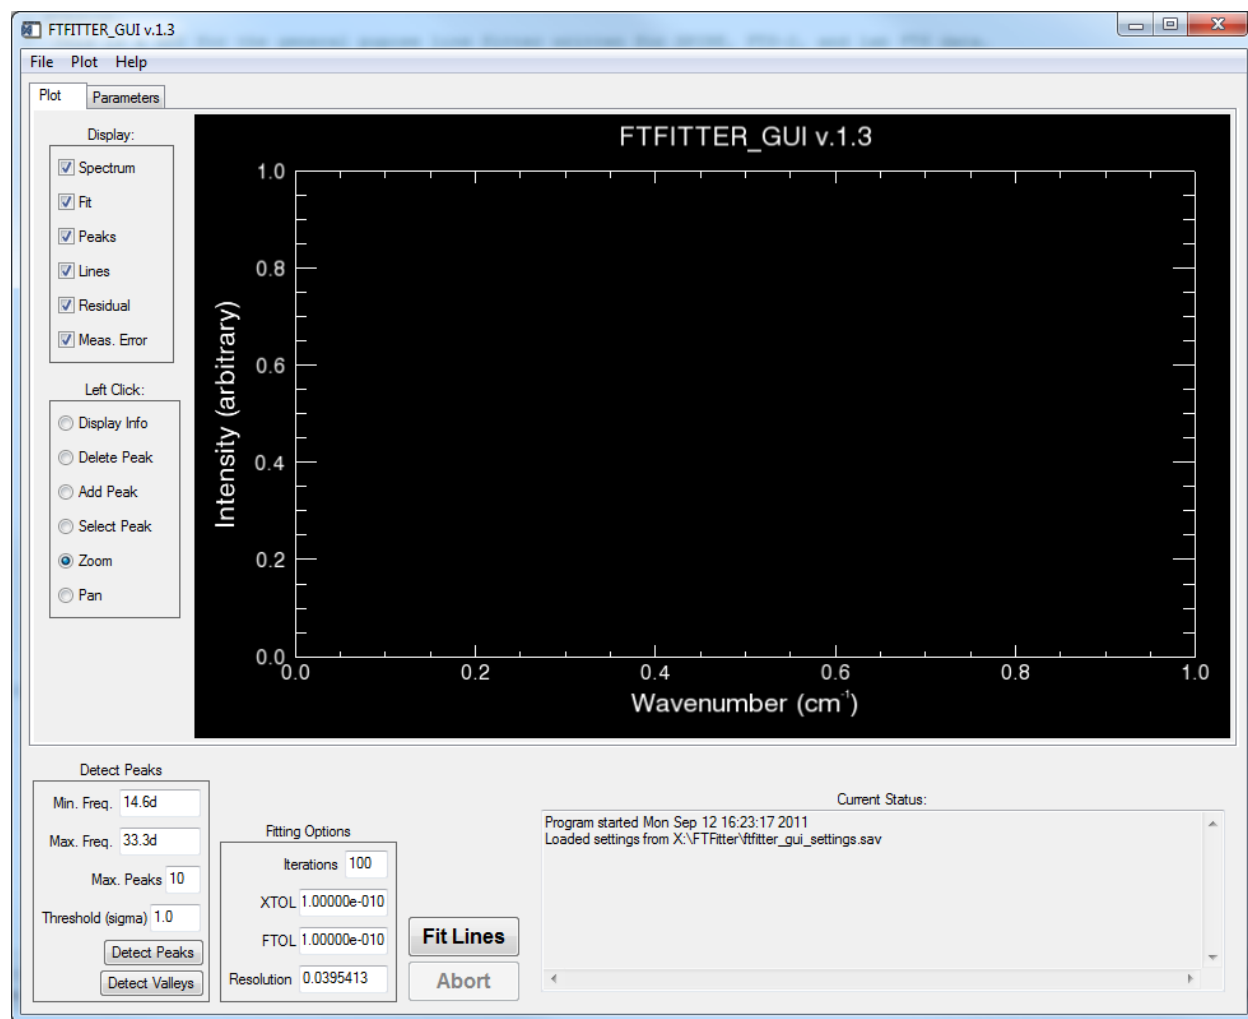 FTFITTER_GUI v.1.3
File Plot Help
Plot Parameters
Display:
Spectrum
Fit
Peaks
Lines
Residual
Meas. Error
Left Click:
Display Info
Delete Peak
Add Peak
Select Peak
Zoom
Pan
FTFITTER_GUI v.1.3
Intensity (arbitrary)
1.0
0.8
0.6
0.4
0.2
0.0
0.0 0.2 0.4 0.6 0.8 1.0
Wavenumber (cm⁻¹)
Detect Peaks
Min. Freq. 14.6d
Max. Freq. 33.3d
Max. Peaks 10
Threshold (sigma) 1.0
Detect Peaks
Detect Valleys
Fitting Options
Iterations 100
XTOL 1.00000e-010
FTOL 1.00000e-010
Resolution 0.0395413
Fit Lines
Abort
Current Status:
Program started Mon Sep 12 16:23:17 2011
Loaded settings from X:\FTFitter\ftfitter_gui_settings.sav